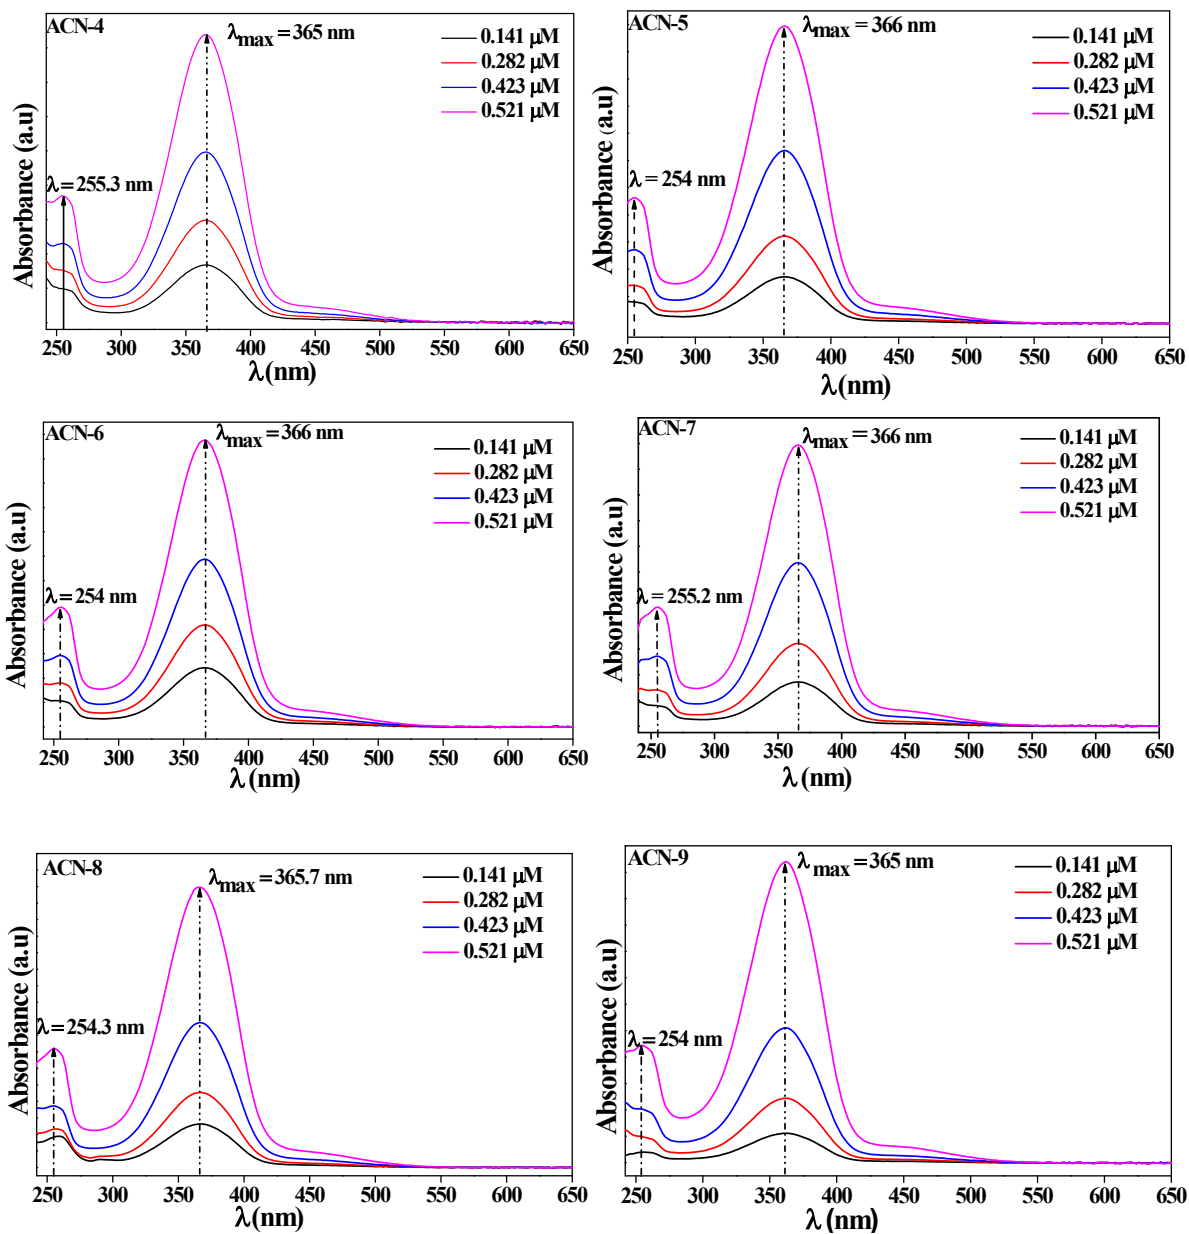 ACN-4
λmax = 365 nm
0.141 μM
0.282 μM
0.423 μM
0.521 μM
λ = 255.3 nm
Absorbance (a.u)
250 300 350 400 450 500 550 600 650
λ (nm)
ACN-5
λmax = 366 nm
0.141 μM
0.282 μM
0.423 μM
0.521 μM
λ = 254 nm
Absorbance (a.u)
250 300 350 400 450 500 550 600 650
λ (nm)
ACN-6
λmax = 366 nm
0.141 μM
0.282 μM
0.423 μM
0.521 μM
λ = 254 nm
Absorbance (a.u)
250 300 350 400 450 500 550 600 650
λ (nm)
ACN-7
λmax = 366 nm
0.141 μM
0.282 μM
0.423 μM
0.521 μM
λ = 255.2 nm
Absorbance (a.u)
250 300 350 400 450 500 550 600 650
λ (nm)
ACN-8
λmax = 365.7 nm
0.141 μM
0.282 μM
0.423 μM
0.521 μM
λ = 254.3 nm
Absorbance (a.u)
250 300 350 400 450 500 550 600 650
λ (nm)
ACN-9
λmax = 365 nm
0.141 μM
0.282 μM
0.423 μM
0.521 μM
λ = 254 nm
Absorbance (a.u)
250 300 350 400 450 500 550 600 650
λ (nm)